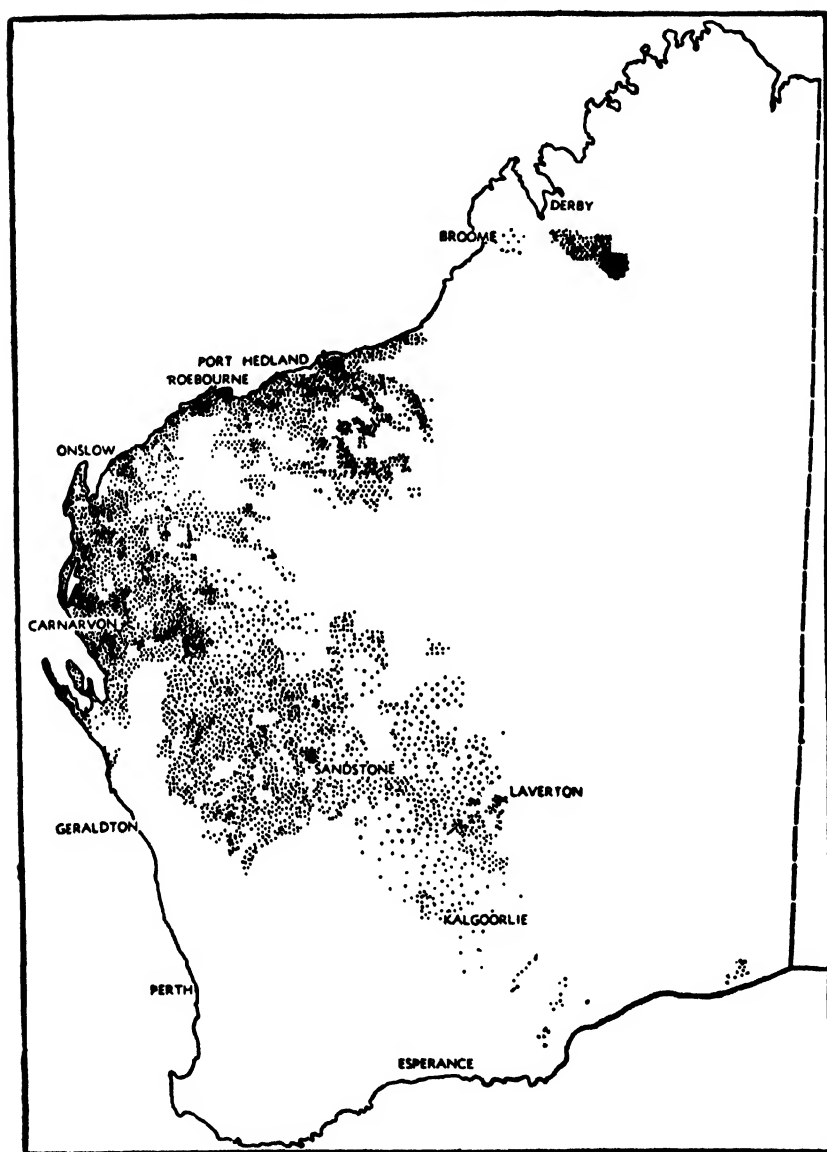 DERBY
BROOME
PORT HEDLAND
ROEBOURNE
ONSLOW
CARNARVON
SANDSTONE
LAVERTON
GERALDTON
KALGOORLIE
PERTH
ESPERANCE